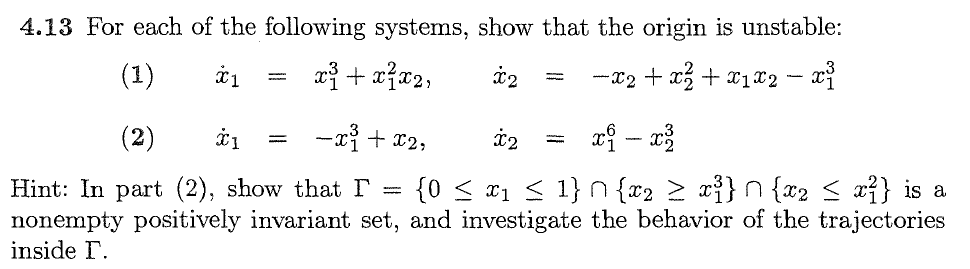 4.13 For each of the following systems, show that the origin is unstable:
(1) ẋ₁ = x₁³ + x₁²x₂, ẋ₂ = −x₂ + x₂² + x₁x₂ − x₁³
(2) ẋ₁ = −x₁³ + x₂, ẋ₂ = x₁⁶ − x₂³
Hint: In part (2), show that Γ = {0 ≤ x₁ ≤ 1} ∩ {x₂ ≥ x₁³} ∩ {x₂ ≤ x₁²} is a
nonempty positively invariant set, and investigate the behavior of the trajectories
inside Γ.